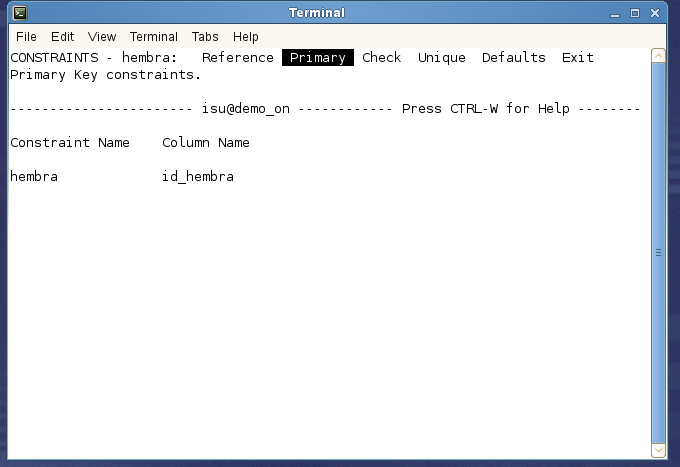 Terminal
File Edit View Terminal Tabs Help
CONSTRAINTS - hembra:   Reference  Primary  Check  Unique  Defaults  Exit
Primary Key constraints.
----------------------- isu@demo_on ------------ Press CTRL-W for Help --------
Constraint Name    Column Name
hembra             id_hembra